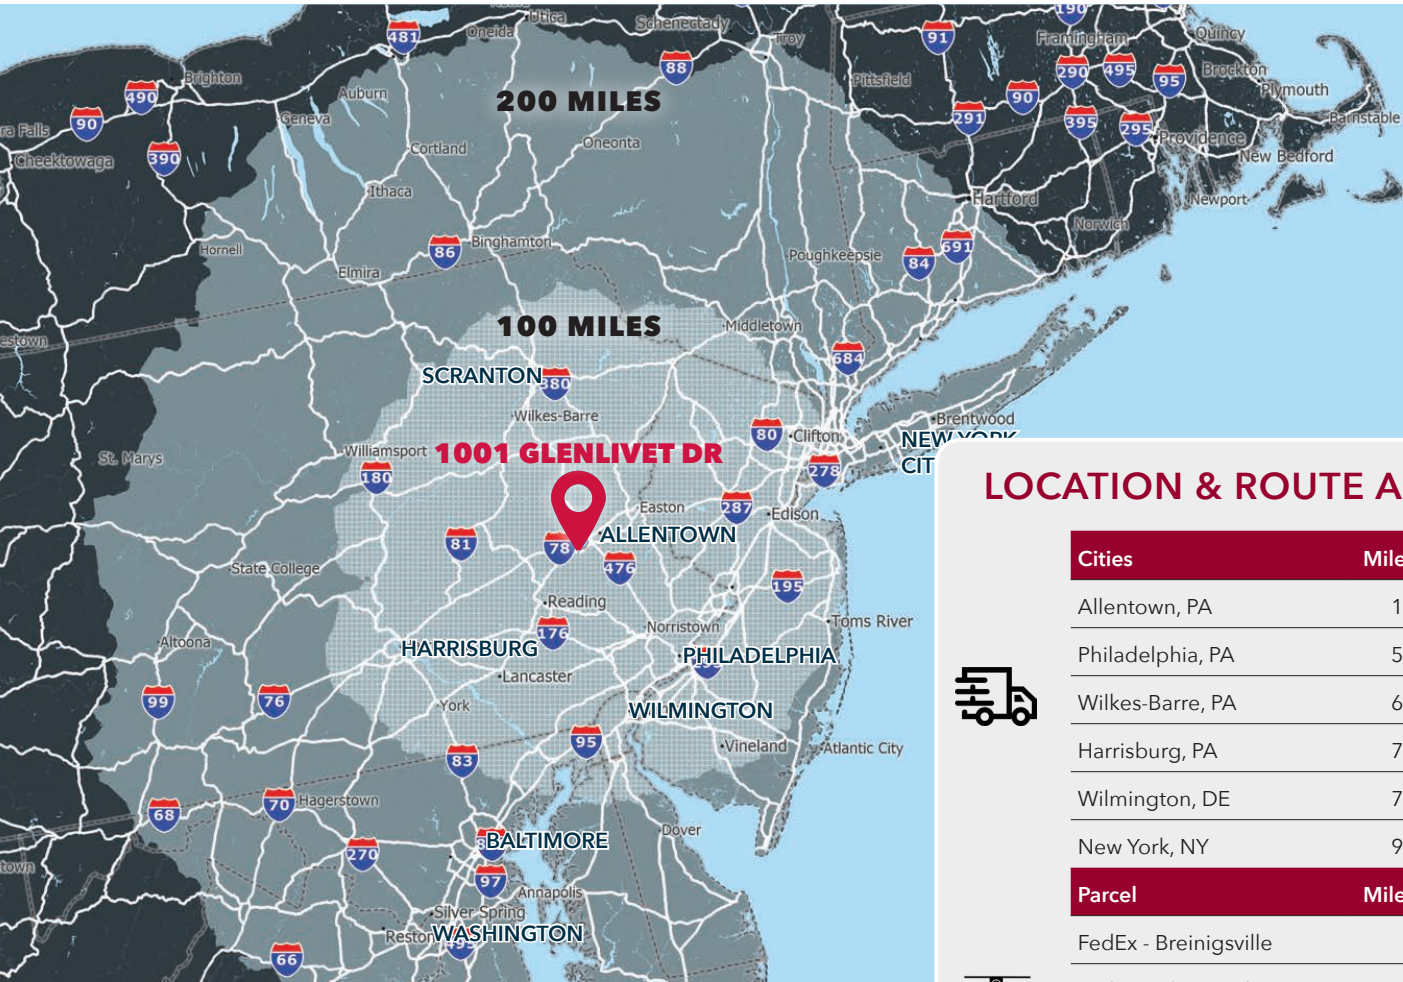 190
Utica
Schenectady
481
Oneida
Troy
91
Framingham
Quincy
88
290
495
95
Brockton
Brighton
Pittsfield
490
Auburn
200 MILES
90
Plymouth
90
Geneva
291
395
295
Barnstable
ra Falls
Providence
Cheektowaga
390
Cortland
Oneonta
New Bedford
Ithaca
Hartford
Newport
Norwich
Hornell
86
Binghamton
Poughkeepsie
84
691
Elmira
100 MILES
Middletown
estown
684
SCRANTON
380
Wilkes-Barre
Brentwood
80
Clifton
NEW YORK
CIT
Williamsport
1001 GLENLIVET DR
St. Marys
180
278
Easton
287
Edison
81
78
ALLENTOWN
State College
476
195
Reading
Toms River
Altoona
HARRISBURG
176
Norristown
PHILADELPHIA
Lancaster
99
76
York
WILMINGTON
83
95
Vineland
Atlantic City
68
70
Hagerstown
Dover
270
BALTIMORE
town
97
Annapolis
Silver Spring
Reston
WASHINGTON
495
66
LOCATION & ROUTE A
Cities Mile
Allentown, PA 1
Philadelphia, PA 5
Wilkes-Barre, PA 6
Harrisburg, PA 7
Wilmington, DE 7
New York, NY 9
Parcel Mile
FedEx - Breinigsville